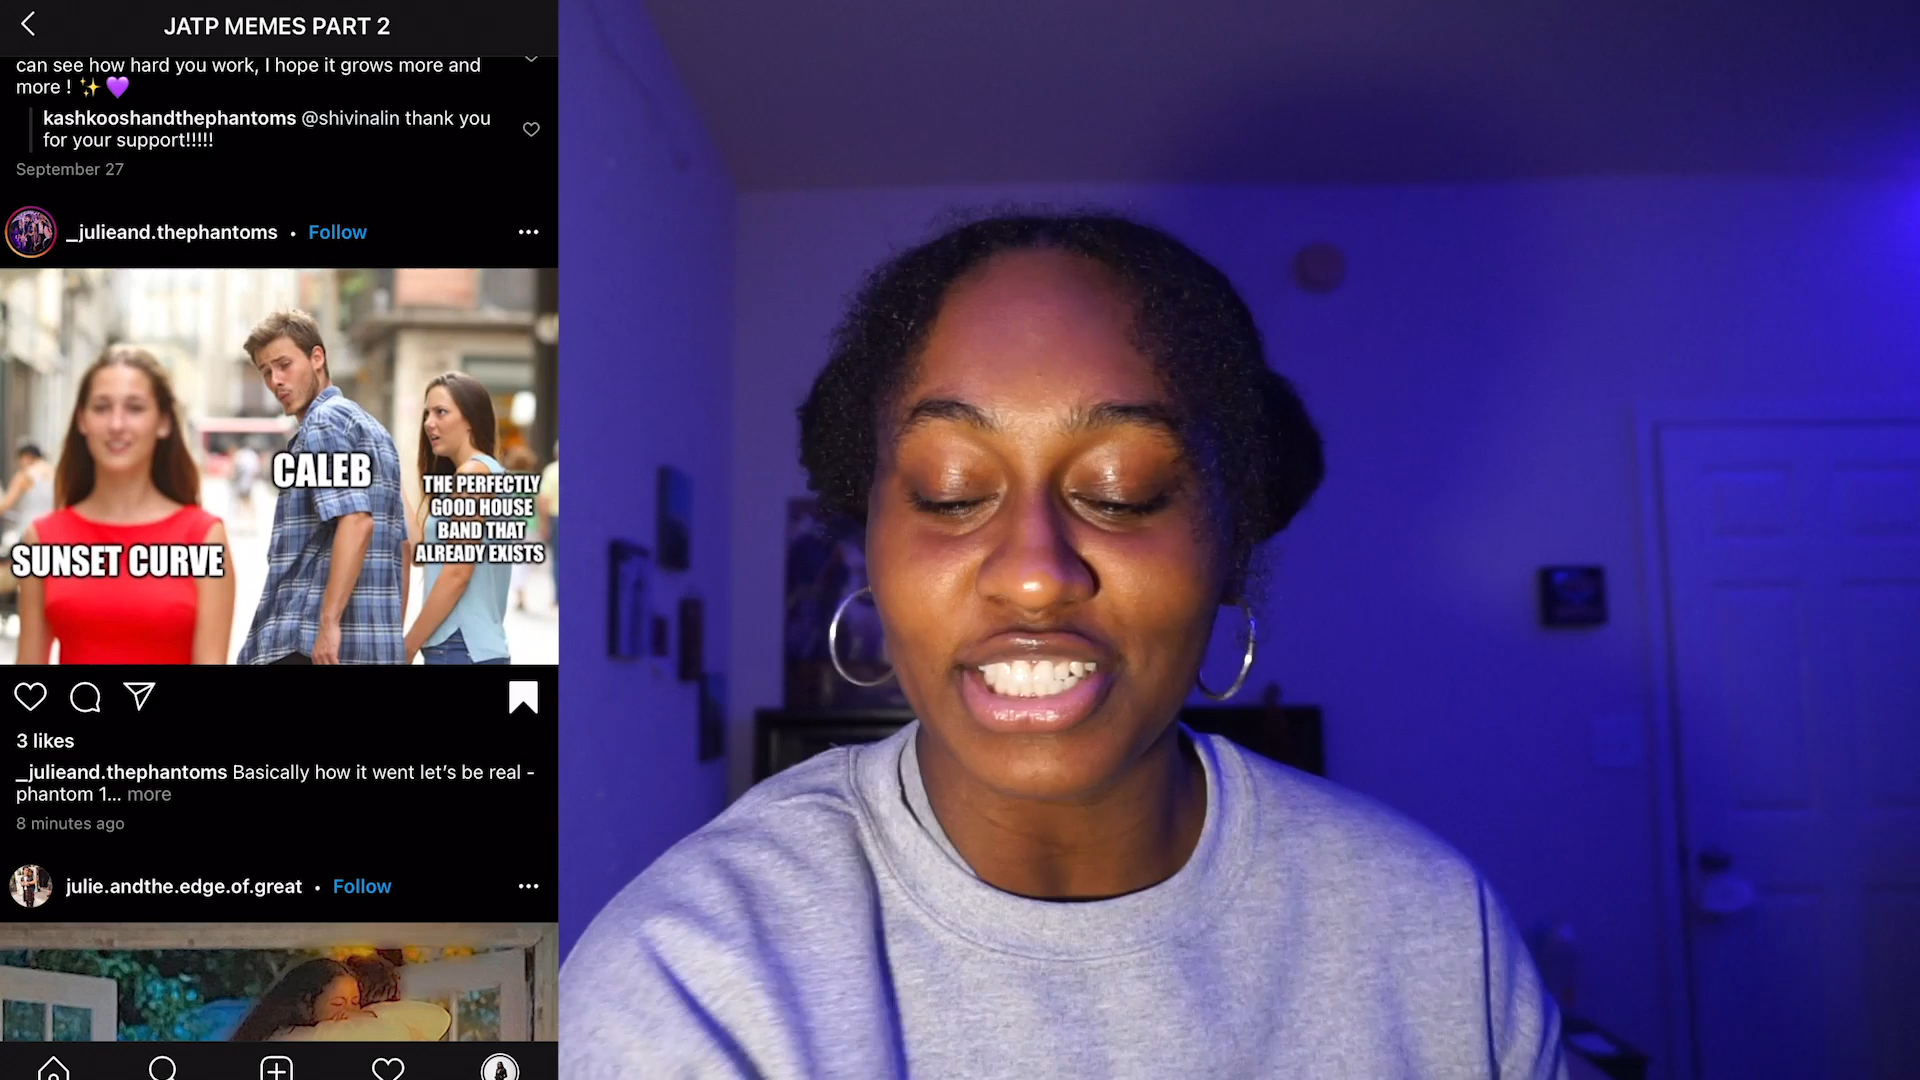 JATP MEMES PART 2
can see how hard you work, I hope it grows more and
more ! ✨💜
kashkooshandthephantoms @shivinalin thank you
for your support!!!!!
September 27
_julieand.thephantoms • Follow
CALEB
THE PERFECTLY
GOOD HOUSE
BAND THAT
ALREADY EXISTS
SUNSET CURVE
3 likes
_julieand.thephantoms Basically how it went let’s be real -
phantom 1... more
8 minutes ago
julie.andthe.edge.of.great • Follow